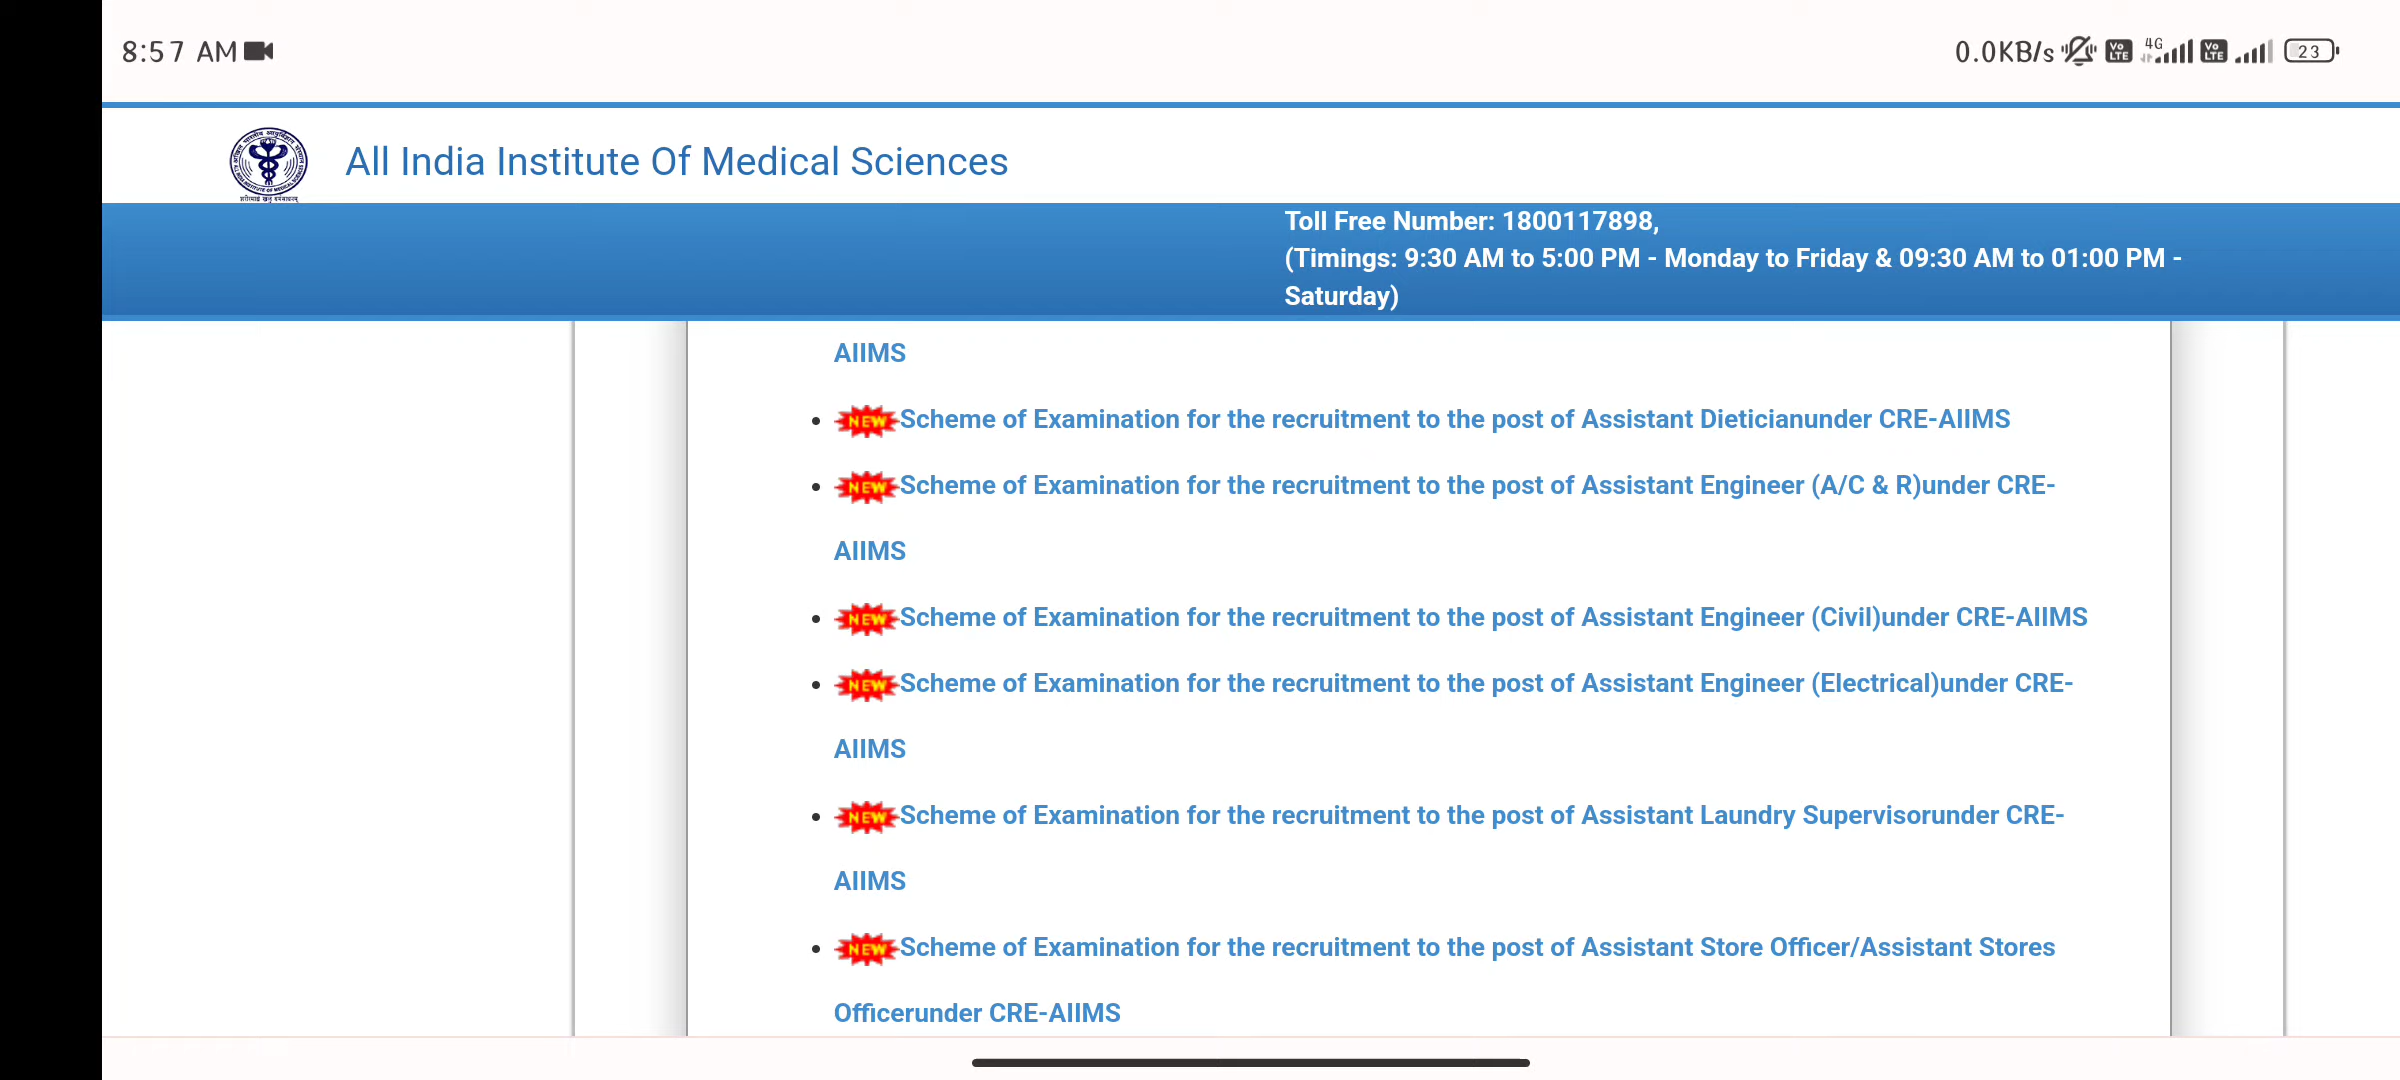 8:57 AM
0.0KB/s Vo LTE 4G Vo LTE 23
All India Institute Of Medical Sciences
Toll Free Number: 1800117898,
(Timings: 9:30 AM to 5:00 PM - Monday to Friday & 09:30 AM to 01:00 PM -
Saturday)
AIIMS
NEW Scheme of Examination for the recruitment to the post of Assistant Dieticianunder CRE-AIIMS
NEW Scheme of Examination for the recruitment to the post of Assistant Engineer (A/C & R)under CRE-
AIIMS
NEW Scheme of Examination for the recruitment to the post of Assistant Engineer (Civil)under CRE-AIIMS
NEW Scheme of Examination for the recruitment to the post of Assistant Engineer (Electrical)under CRE-
AIIMS
NEW Scheme of Examination for the recruitment to the post of Assistant Laundry Supervisorunder CRE-
AIIMS
NEW Scheme of Examination for the recruitment to the post of Assistant Store Officer/Assistant Stores
Officerunder CRE-AIIMS